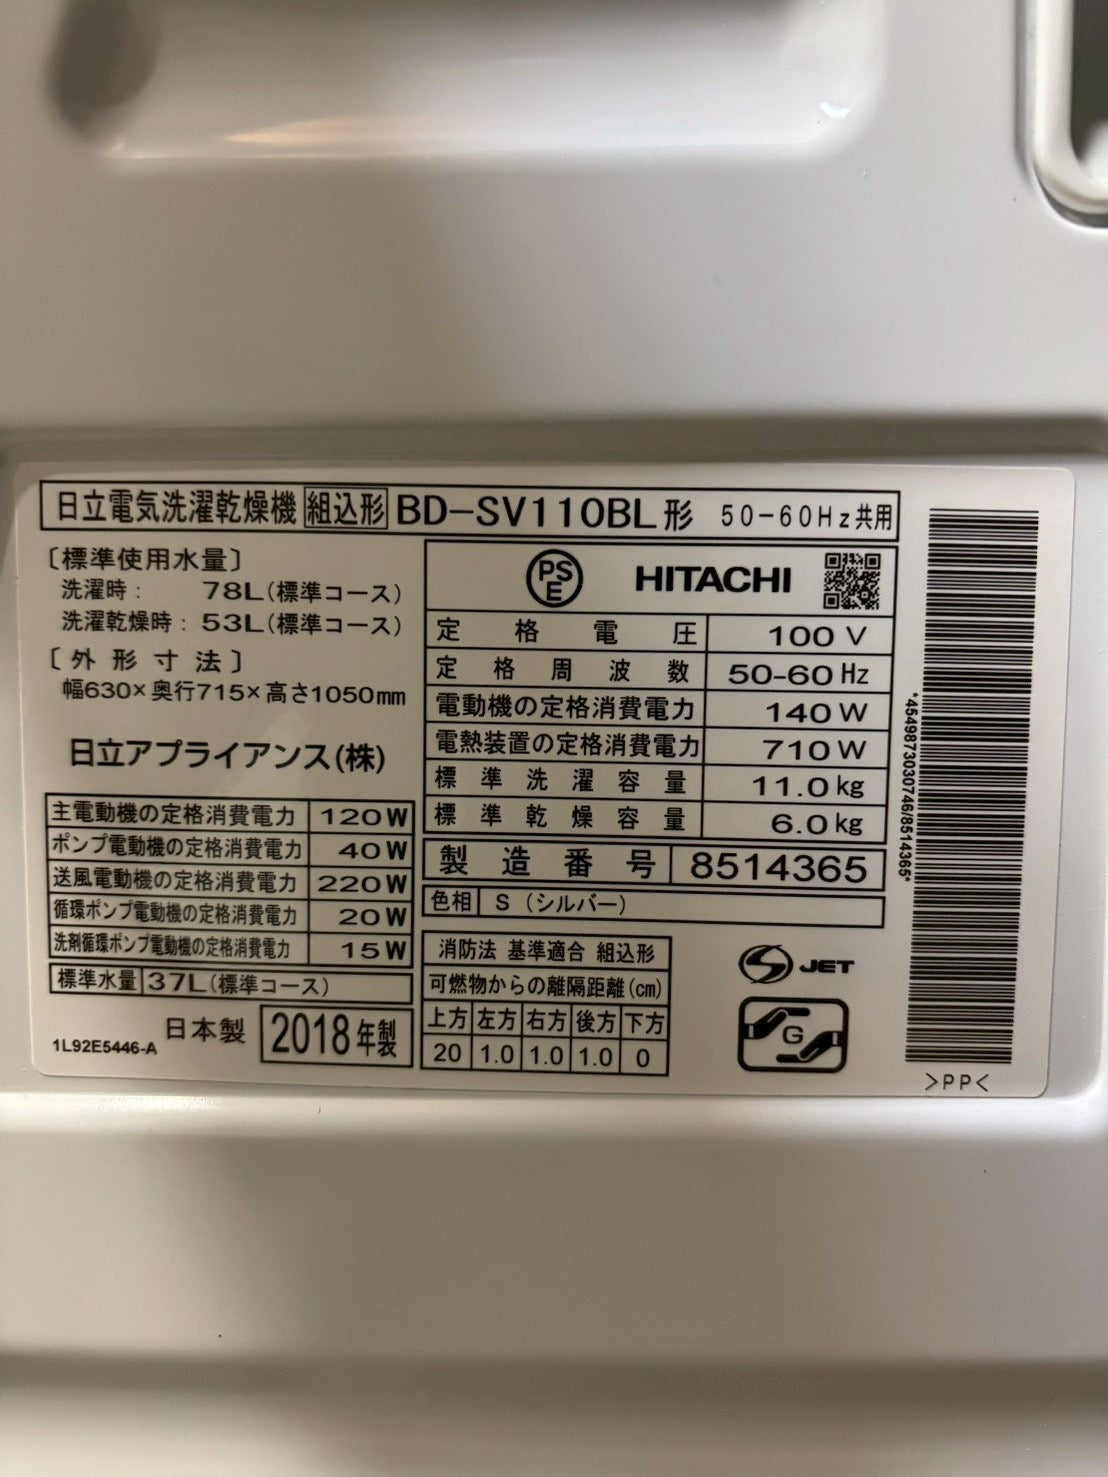 日立電気洗濯乾燥機 組込形 BD-SV110BL形 50-60Hz共用
〔標準使用水量〕
洗濯時： 78L(標準コース)
洗濯乾燥時： 53L(標準コース)
〔外形寸法〕
幅630×奥行715×高さ1050mm
日立アプライアンス(株)
主電動機の定格消費電力 120W
ポンプ電動機の定格消費電力 40W
送風電動機の定格消費電力 220W
循環ポンプ電動機の定格消費電力 20W
洗剤循環ポンプ電動機の定格消費電力 15W
標準水量 37L(標準コース)
日本製 2018年製
1L92E5446-A
PSE HITACHI
定格電圧 100V
定格周波数 50-60Hz
電動機の定格消費電力 140W
電熱装置の定格消費電力 710W
標準洗濯容量 11.0kg
標準乾燥容量 6.0kg
製造番号 8514365
色相 S（シルバー）
消防法 基準適合 組込形
可燃物からの離隔距離(cm)
上方 左方 右方 後方 下方
20 1.0 1.0 1.0 0
S JET
G
*4549873030746/8514365*
>PP<